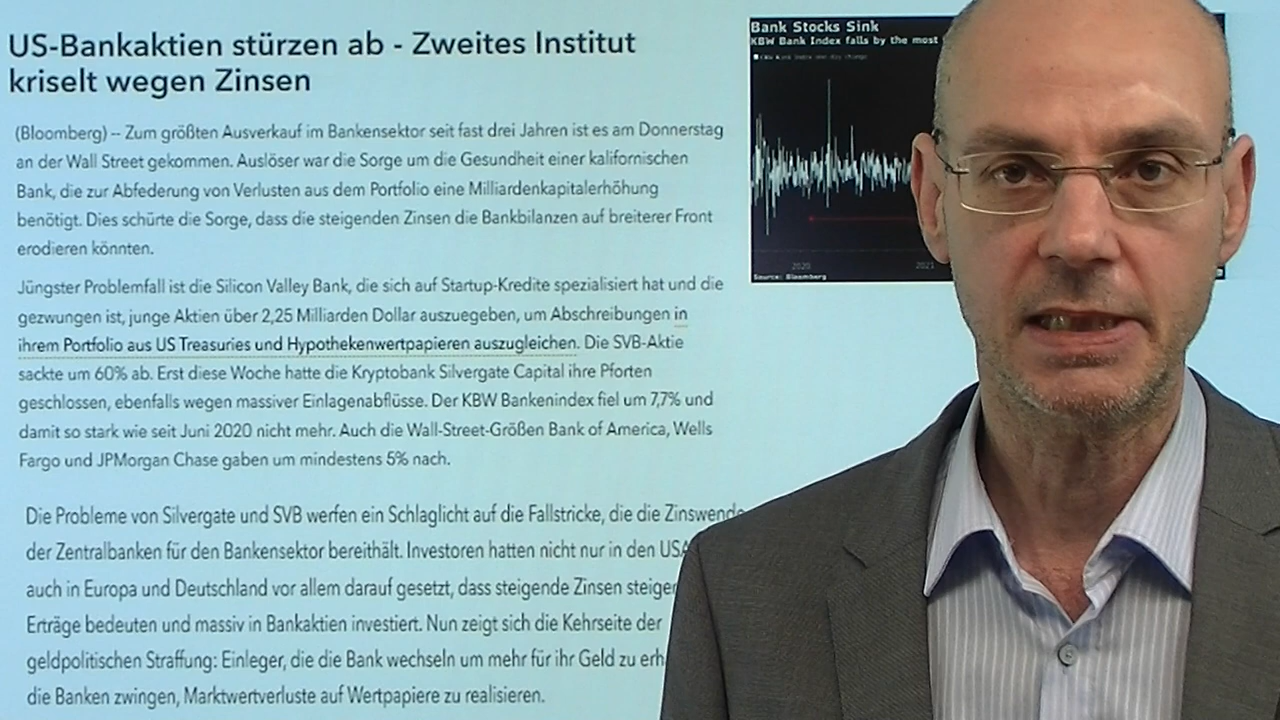 US-Bankaktien stürzen ab - Zweites Institut
kriselt wegen Zinsen
(Bloomberg) -- Zum größten Ausverkauf im Bankensektor seit fast drei Jahren ist es am Donnerstag
an der Wall Street gekommen. Auslöser war die Sorge um die Gesundheit einer kalifornischen
Bank, die zur Abfederung von Verlusten aus dem Portfolio eine Milliardenkapitalerhöhung
benötigt. Dies schürte die Sorge, dass die steigenden Zinsen die Bankbilanzen auf breiterer Front
erodieren könnten.
Jüngster Problemfall ist die Silicon Valley Bank, die sich auf Startup-Kredite spezialisiert hat und die
gezwungen ist, junge Aktien über 2,25 Milliarden Dollar auszuegeben, um Abschreibungen in
ihrem Portfolio aus US Treasuries und Hypothekenwertpapieren auszugleichen. Die SVB-Aktie
sackte um 60% ab. Erst diese Woche hatte die Kryptobank Silvergate Capital ihre Pforten
geschlossen, ebenfalls wegen massiver Einlagenabflüsse. Der KBW Bankenindex fiel um 7,7% und
damit so stark wie seit Juni 2020 nicht mehr. Auch die Wall-Street-Größen Bank of America, Wells
Fargo und JPMorgan Chase gaben um mindestens 5% nach.
Die Probleme von Silvergate und SVB werfen ein Schlaglicht auf die Fallstricke, die die Zinswende
der Zentralbanken für den Bankensektor bereithält. Investoren hatten nicht nur in den USA
auch in Europa und Deutschland vor allem darauf gesetzt, dass steigende Zinsen steiger
Erträge bedeuten und massiv in Bankaktien investiert. Nun zeigt sich die Kehrseite der
geldpolitischen Straffung: Einleger, die die Bank wechseln um mehr für ihr Geld zu erh
die Banken zwingen, Marktwertverluste auf Wertpapiere zu realisieren.
Bank Stocks Sink
KBW Bank Index falls by the most
KBW Bank Index one day change
2020 2021
Source: Bloomberg